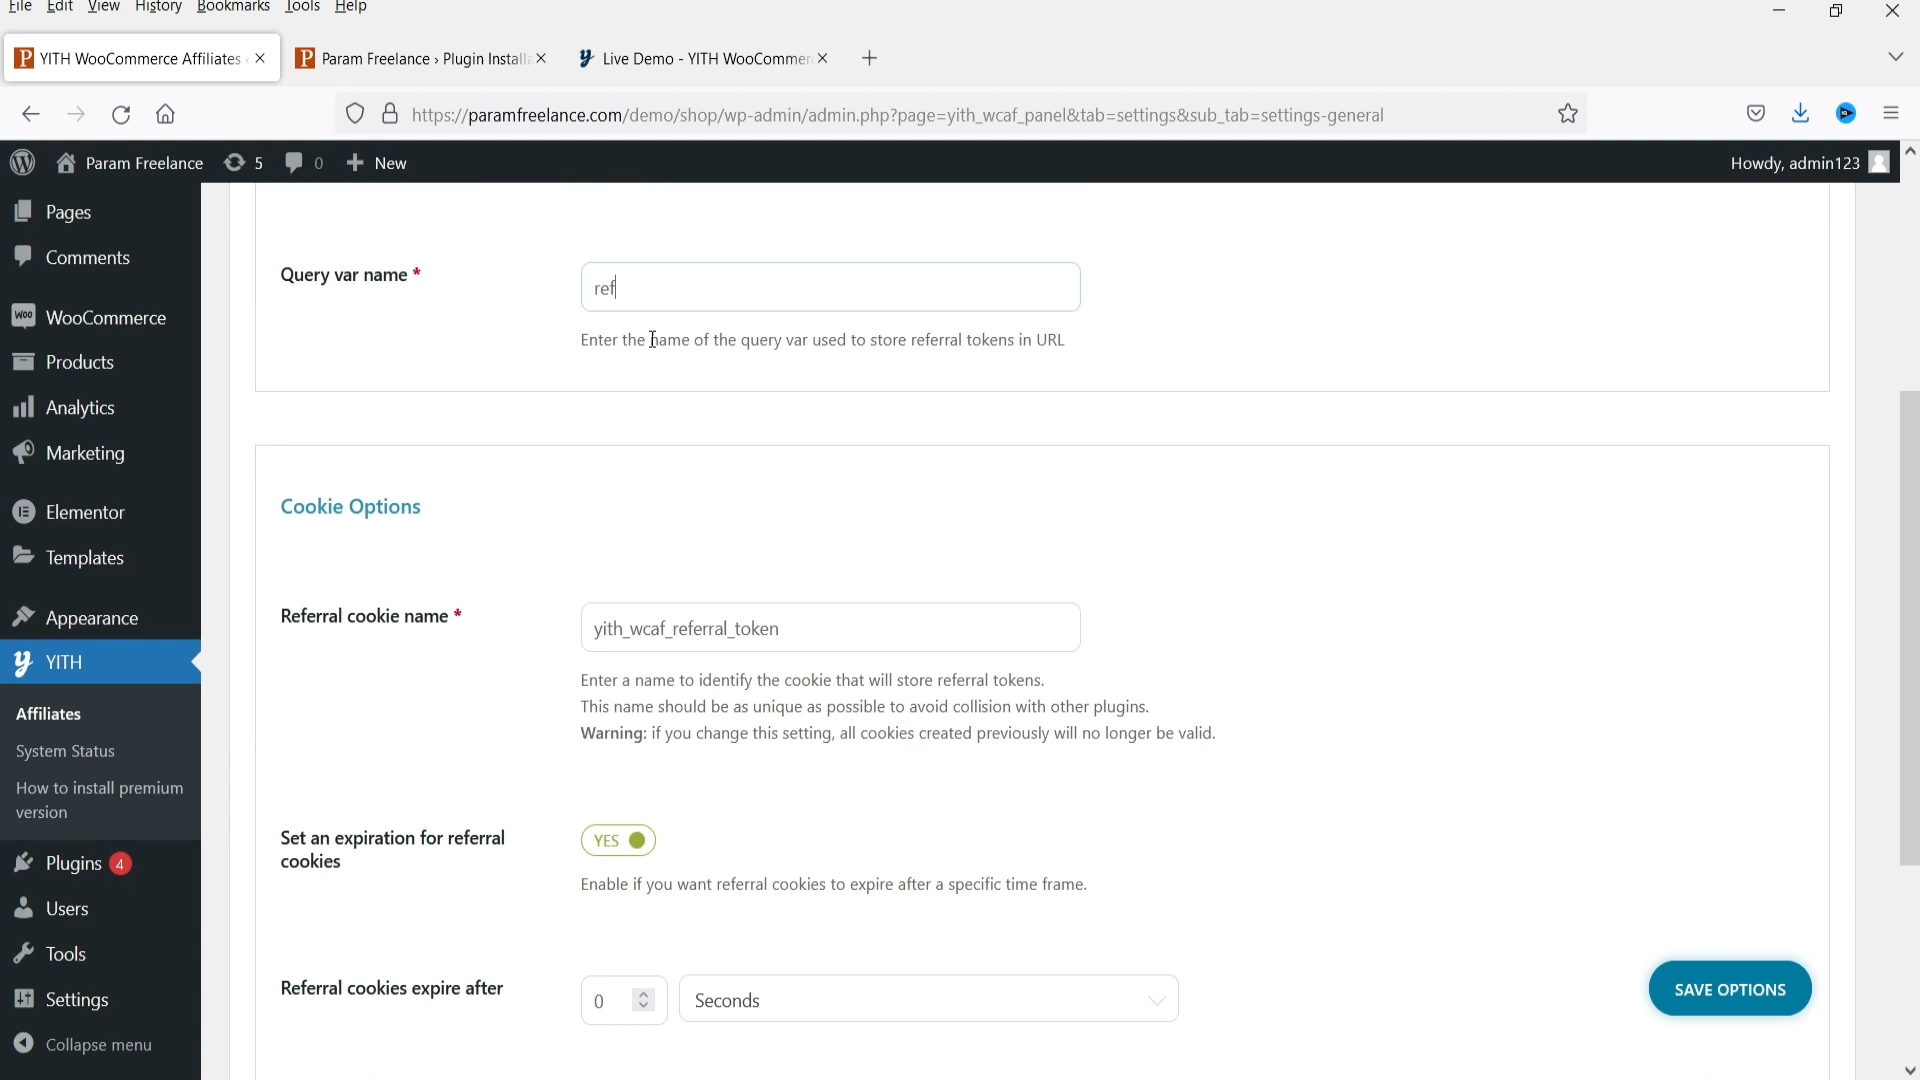 File Edit View History Bookmarks Tools Help
YITH WooCommerce Affiliates
Param Freelance › Plugin Installa
Live Demo - YITH WooCommer
https://paramfreelance.com/demo/shop/wp-admin/admin.php?page=yith_wcaf_panel&tab=settings&sub_tab=settings-general
Param Freelance 5 0 New
Howdy, admin123
Pages
Comments
WooCommerce
Products
Analytics
Marketing
Elementor
Templates
Appearance
YITH
Affiliates
System Status
How to install premium
version
Plugins 4
Users
Tools
Settings
Collapse menu
Query var name *
ref
Enter the name of the query var used to store referral tokens in URL
Cookie Options
Referral cookie name *
yith_wcaf_referral_token
Enter a name to identify the cookie that will store referral tokens.
This name should be as unique as possible to avoid collision with other plugins.
Warning: if you change this setting, all cookies created previously will no longer be valid.
Set an expiration for referral
cookies
YES
Enable if you want referral cookies to expire after a specific time frame.
Referral cookies expire after
0
Seconds
SAVE OPTIONS